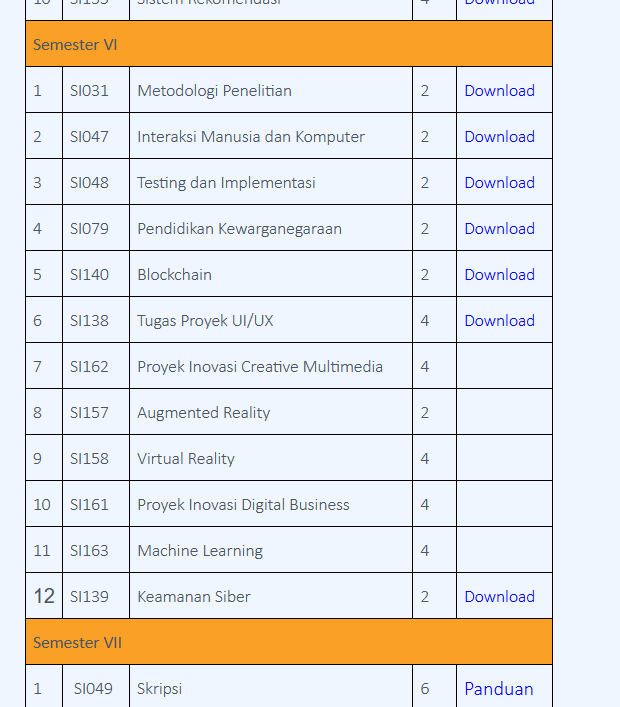 10 SI155 Sistem Rekomendasi 4 Download
Semester VI
1 SI031 Metodologi Penelitian 2 Download
2 SI047 Interaksi Manusia dan Komputer 2 Download
3 SI048 Testing dan Implementasi 2 Download
4 SI079 Pendidikan Kewarganegaraan 2 Download
5 SI140 Blockchain 2 Download
6 SI138 Tugas Proyek UI/UX 4 Download
7 SI162 Proyek Inovasi Creative Multimedia 4
8 SI157 Augmented Reality 2
9 SI158 Virtual Reality 4
10 SI161 Proyek Inovasi Digital Business 4
11 SI163 Machine Learning 4
12 SI139 Keamanan Siber 2 Download
Semester VII
1 SI049 Skripsi 6 Panduan